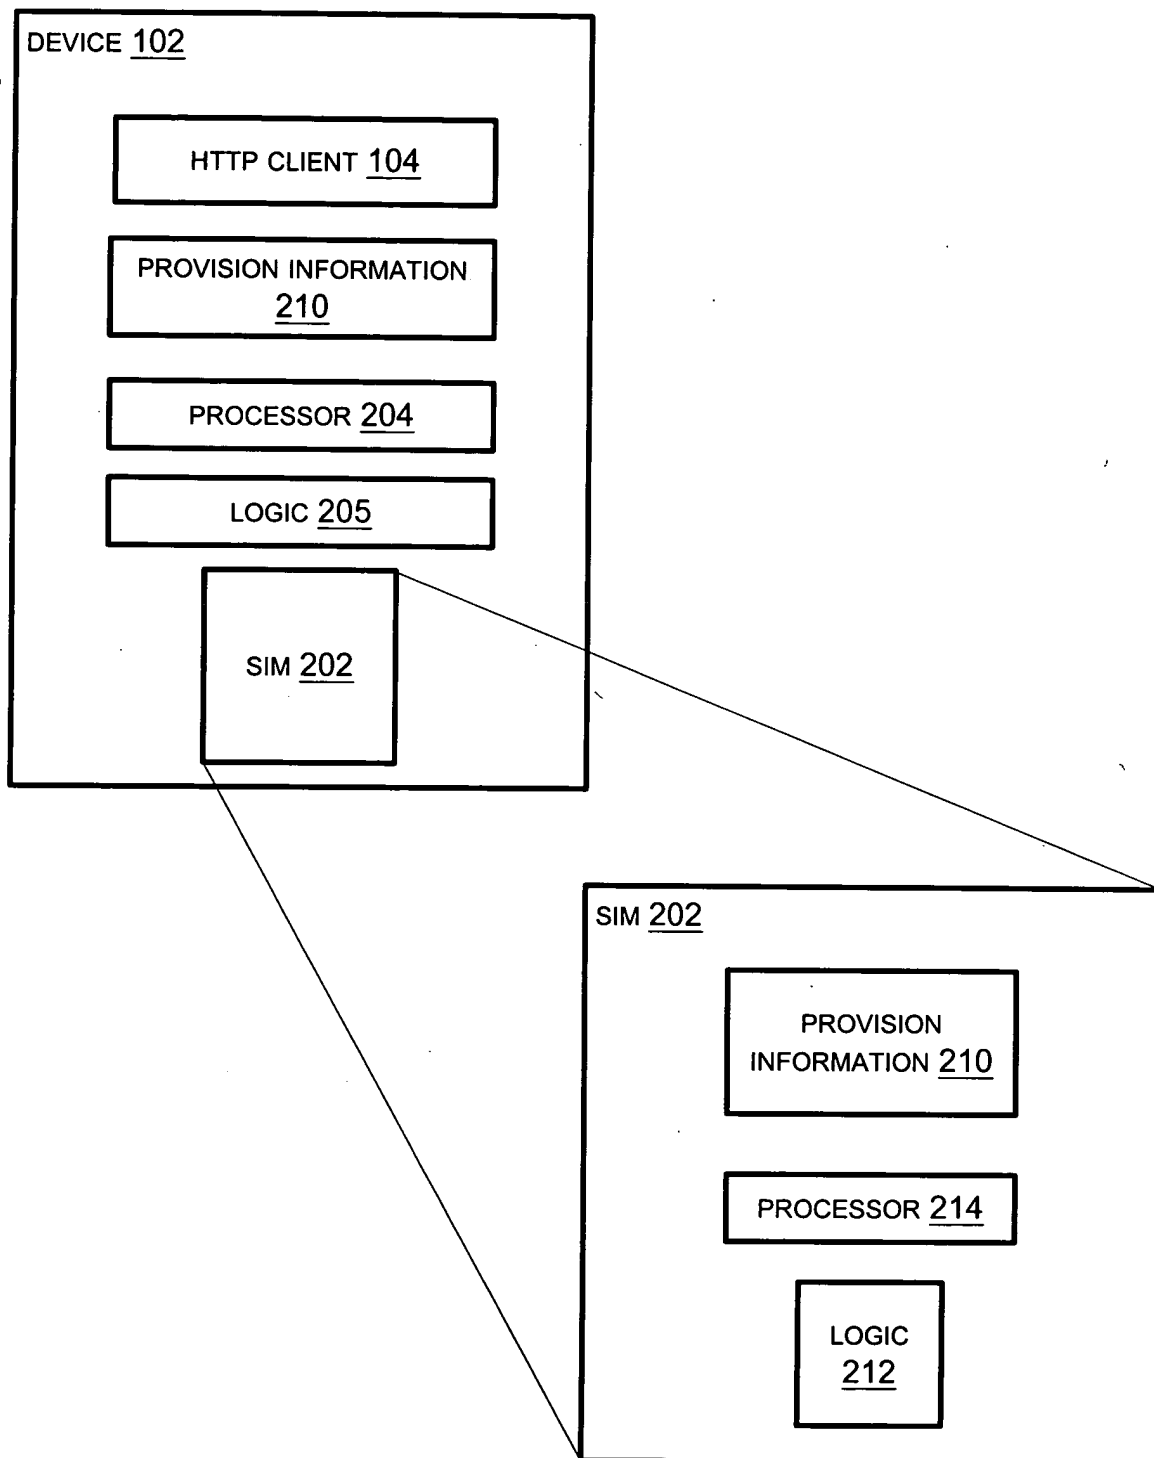 DEVICE 102
HTTP CLIENT 104
PROVISION INFORMATION
210
PROCESSOR 204
LOGIC 205
SIM 202
SIM 202
PROVISION
INFORMATION 210
PROCESSOR 214
LOGIC
212